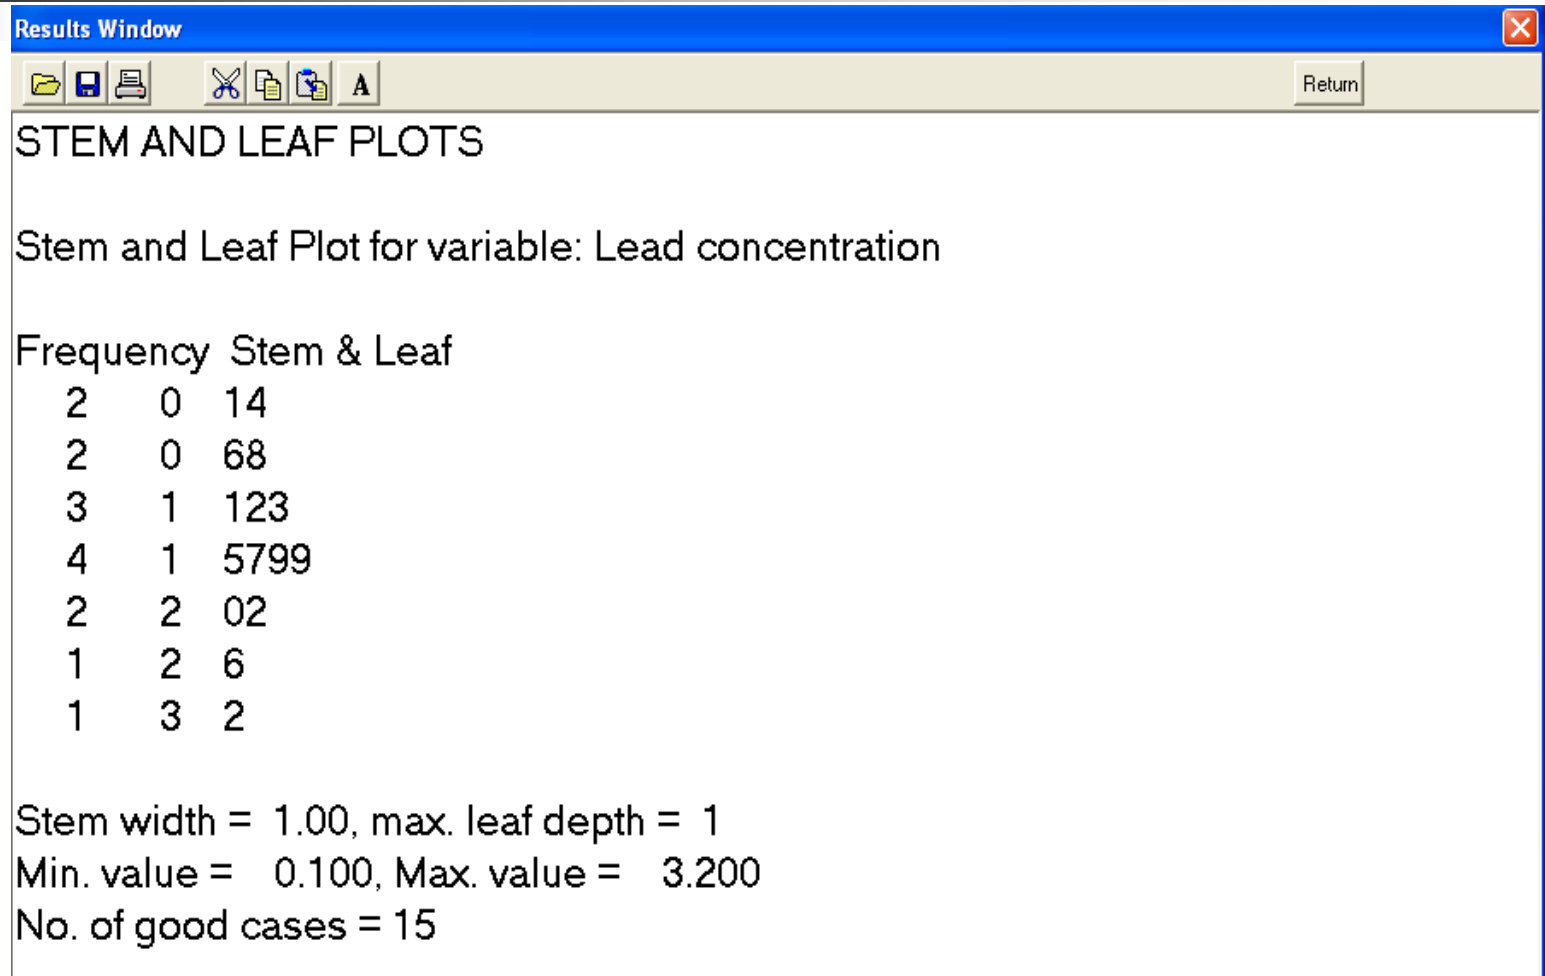 Results Window
A Return
STEM AND LEAF PLOTS
Stem and Leaf Plot for variable: Lead concentration
Frequency Stem & Leaf
2 0 14
2 0 68
3 1 123
4 1 5799
2 2 02
1 2 6
1 3 2
Stem width = 1.00, max. leaf depth = 1
Min. value = 0.100, Max. value = 3.200
No. of good cases = 15